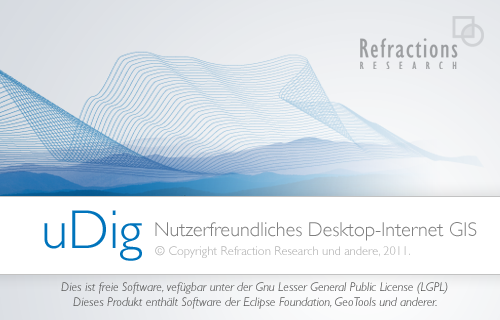 Refractions
RESEARCH
uDig Nutzerfreundliches Desktop-Internet GIS
© Copyright Refraction Research und andere, 2011.
Dies ist freie Software, vefügbar unter der Gnu Lesser General Public License (LGPL)
Dieses Produkt enthält Software der Eclipse Foundation, GeoTools und anderer.